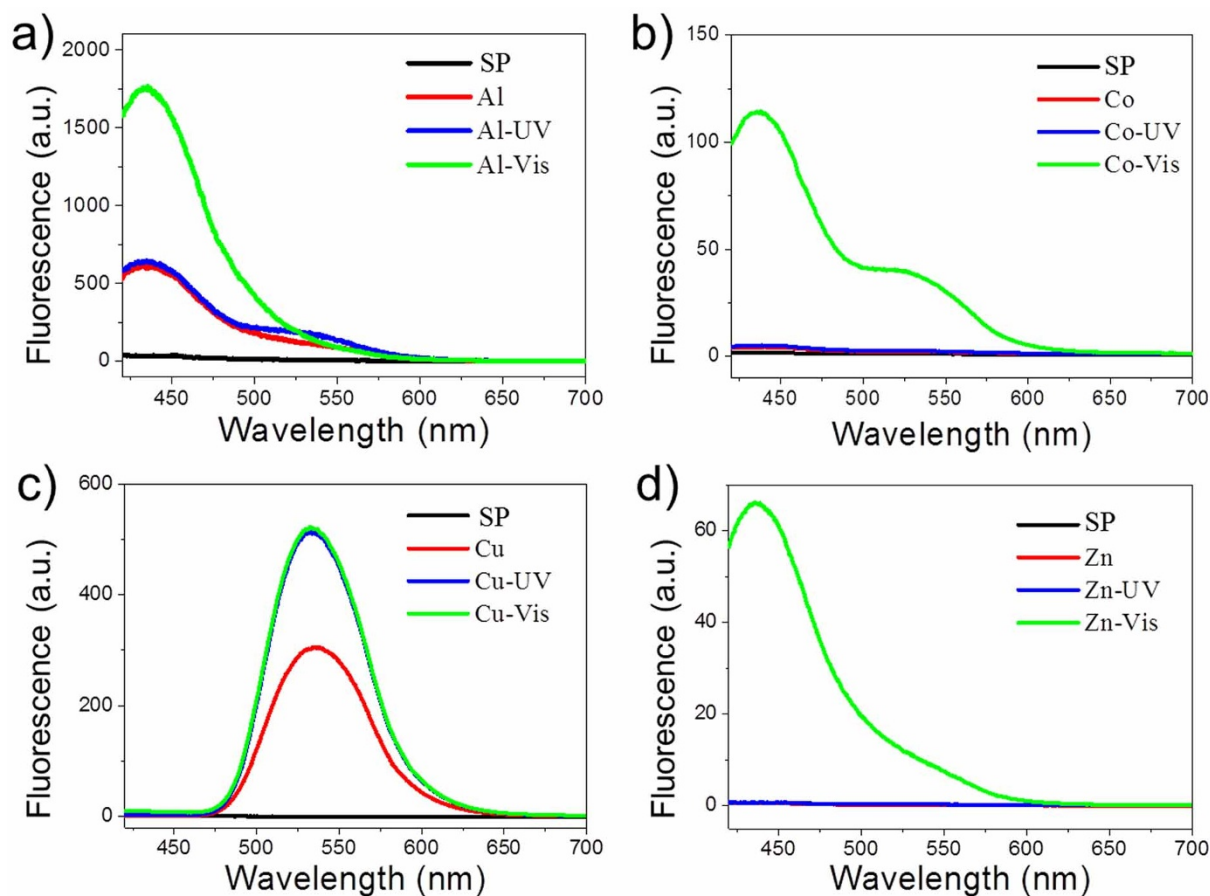 a)
2000
1500
1000
500
0
Fluorescence (a.u.)
SP
Al
Al-UV
Al-Vis
450 500 550 600 650 700
Wavelength (nm)
b)
150
100
50
0
Fluorescence (a.u.)
SP
Co
Co-UV
Co-Vis
450 500 550 600 650 700
Wavelength (nm)
c)
600
400
200
0
Fluorescence (a.u.)
SP
Cu
Cu-UV
Cu-Vis
450 500 550 600 650 700
Wavelength (nm)
d)
60
40
20
0
Fluorescence (a.u.)
SP
Zn
Zn-UV
Zn-Vis
450 500 550 600 650 700
Wavelength (nm)